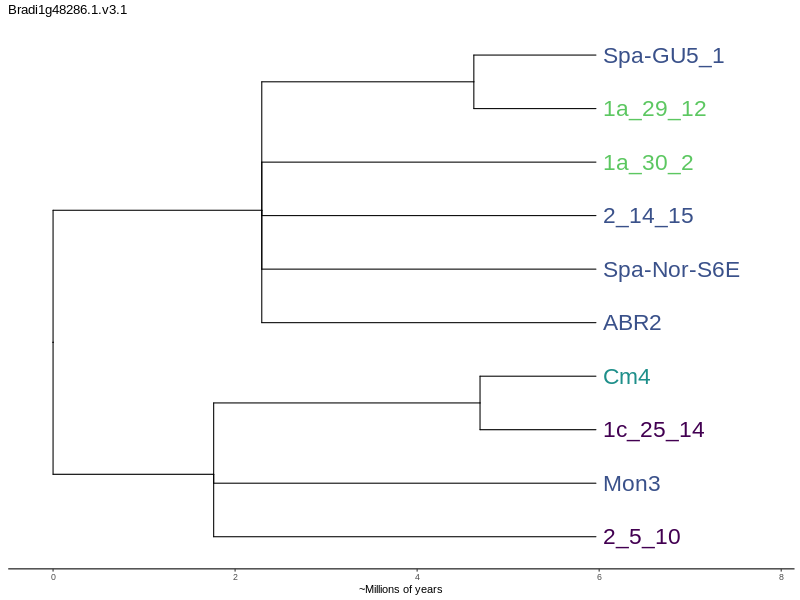 Bradi1g48286.1.v3.1
Spa-GU5_1
1a_29_12
1a_30_2
2_14_15
Spa-Nor-S6E
ABR2
Cm4
1c_25_14
Mon3
2_5_10
0 2 4 6 8
~Millions of years